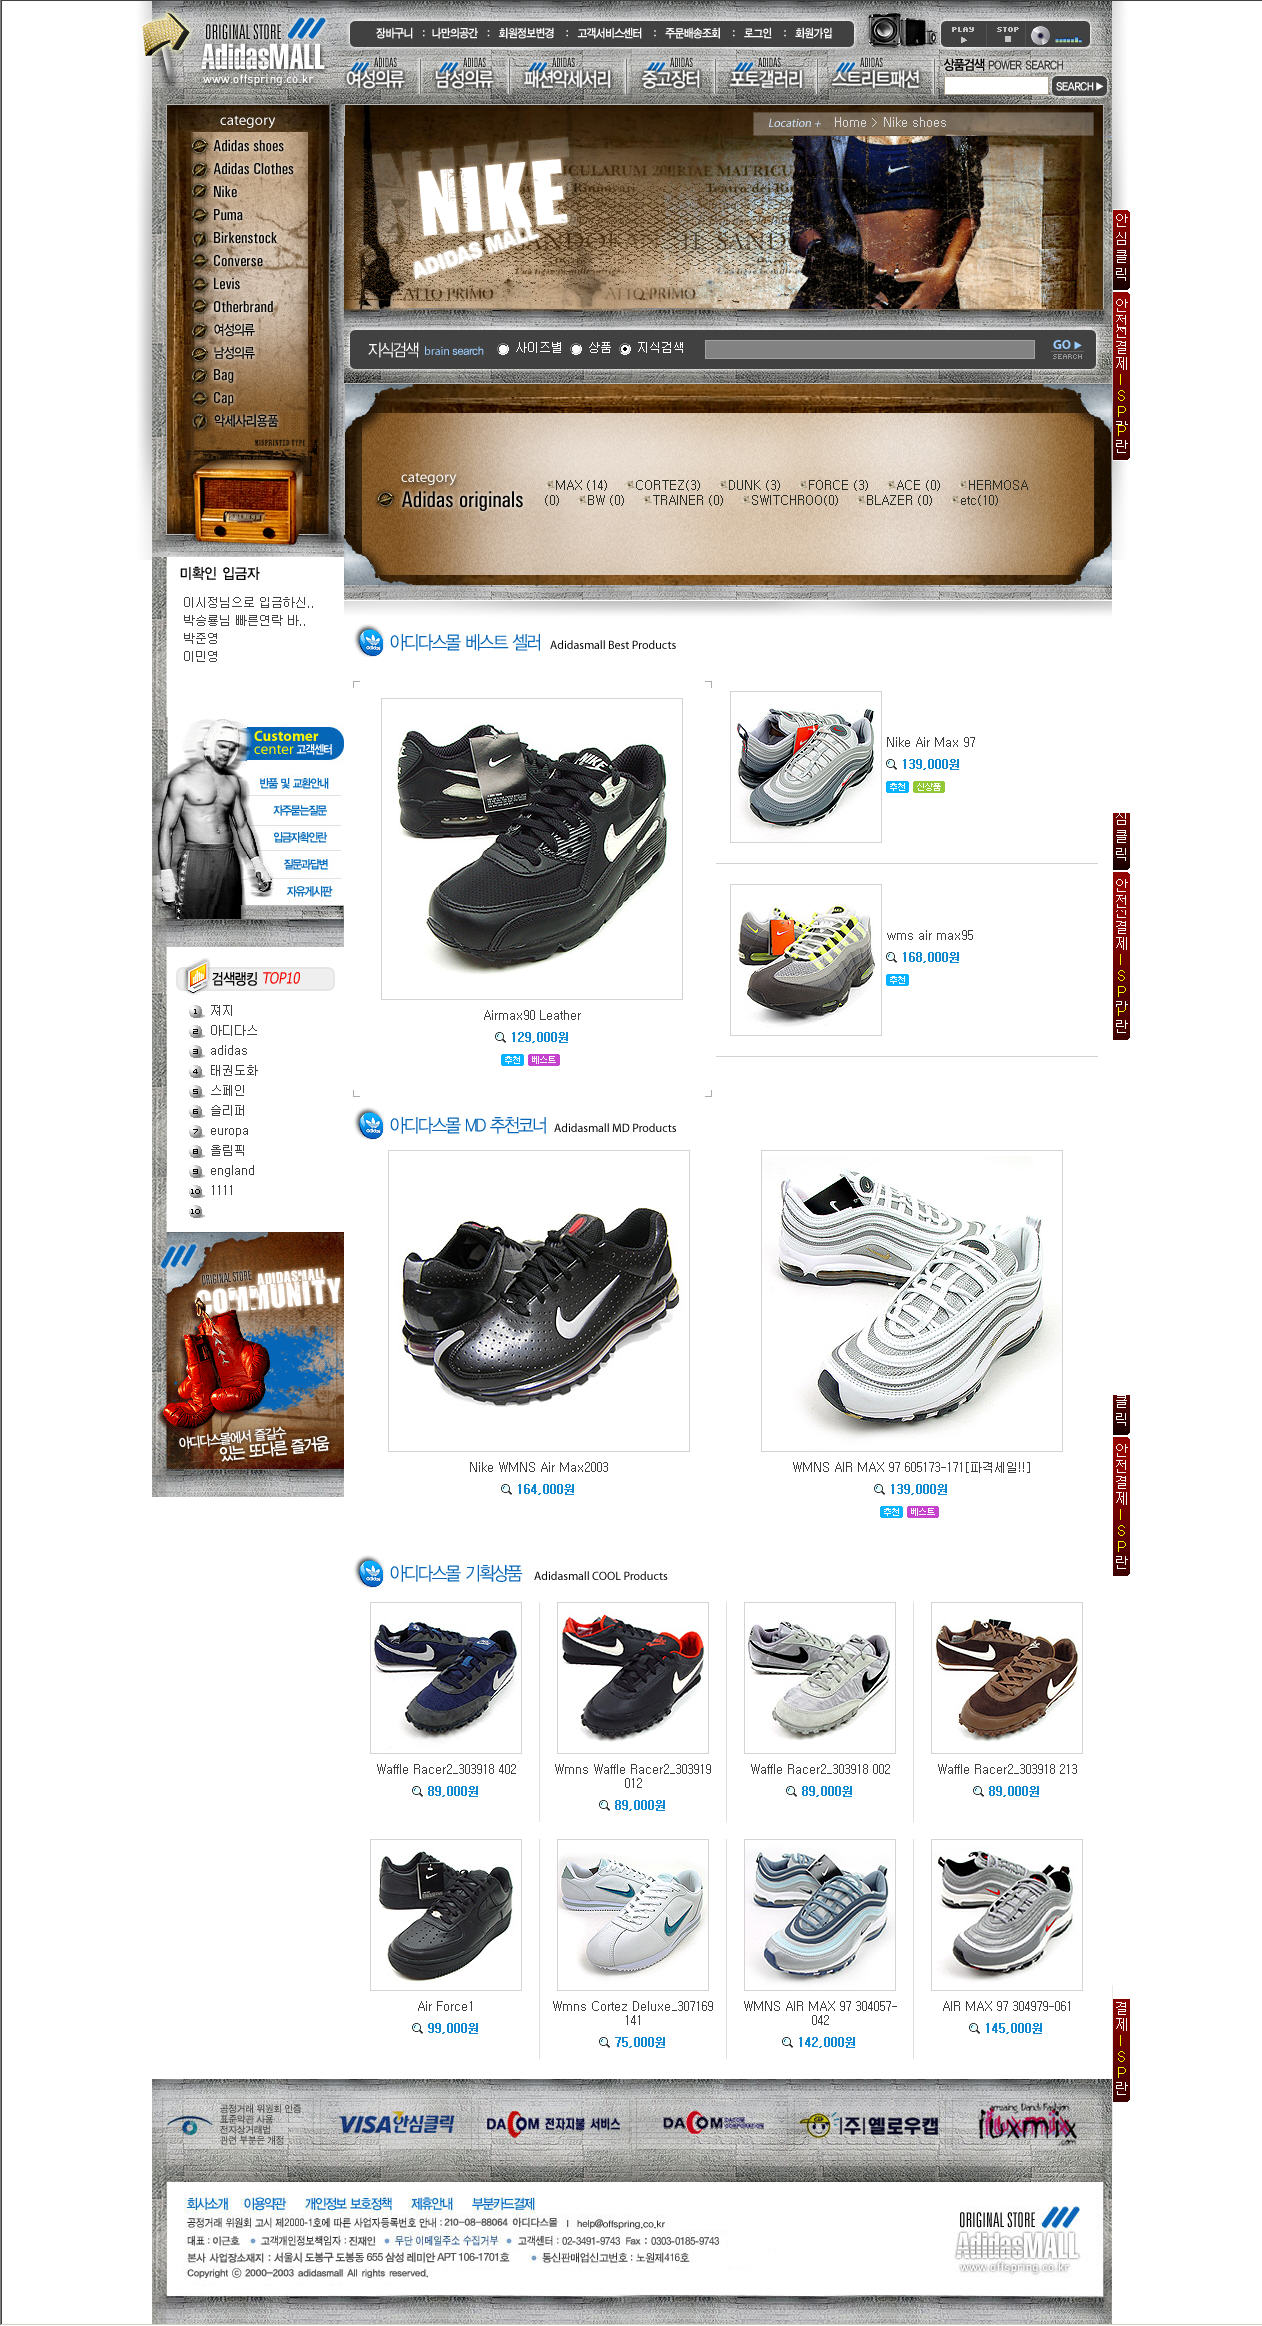 ORIGINAL STORE
AdidasMALL
www.offspring.co.kr
장바구니 : 나만의공간 : 회원정보변경 : 고객서비스센터 : 주문배송조회 : 로그인 : 회원가입
PLAY STOP
ADIDAS ADIDAS ADIDAS ADIDAS ADIDAS ADIDAS
여성의류 남성의류 패션악세서리 중고장터 포토갤러리 스트리트패션
상품검색 POWER SEARCH
SEARCH
category
Adidas shoes
Adidas Clothes
Nike
Puma
Birkenstock
Converse
Levis
Otherbrand
여성의류
남성의류
Bag
Cap
악세사리용품
MISPRINTED TYPE
Location + Home > Nike shoes
NIKE
ADIDAS MALL
ATTO PRIMO
지식검색 brain search 사이즈별 상품 지식검색 GO
SEARCH
category
Adidas originals
MAX (14) CORTEZ(3) DUNK (3) FORCE (3) ACE (0) HERMOSA
(0) BW (0) TRAINER (0) SWITCHROO(0) BLAZER (0) etc(10)
미확인 입금자
이시정님으로 입금하신..
박승룡님 빠른연락 바..
박준영
이민영
Customer
center 고객센터
반품 및 교환안내
자주묻는질문
입금자확인란
질문과답변
자유게시판
검색랭킹 TOP10
1 져지
2 아디다스
3 adidas
4 태권도화
5 스페인
6 슬리퍼
7 europa
8 올림픽
9 england
10 1111
10
ORIGINAL STORE ADIDASMALL
COMMUNITY
아디다스몰에서 즐길수
있는 또다른 즐거움
아디다스몰 베스트 셀러 Adidasmall Best Products
Airmax90 Leather
129,000원
추천 베스트
Nike Air Max 97
139,000원
추천 신상품
wms air max95
168,000원
추천
아디다스몰 MD 추천코너 Adidasmall MD Products
Nike WMNS Air Max2003
164,000원
WMNS AIR MAX 97 605173-171[파격세일!!]
139,000원
추천 베스트
아디다스몰 기획상품 Adidasmall COOL Products
Waffle Racer2_303918 402
89,000원
Wmns Waffle Racer2_303919
012
89,000원
Waffle Racer2_303918 002
89,000원
Waffle Racer2_303918 213
89,000원
Air Force1
99,000원
Wmns Cortez Deluxe_307169
141
75,000원
WMNS AIR MAX 97 304057-
042
142,000원
AIR MAX 97 304979-061
145,000원
안심클릭
안전결제ISP란
공정거래 위원회 인증
표준약관 사용
전자상거래법
관련 부분은 개정
VISA안심클릭
DACOM 전자지불 서비스
DACOM DACOM CORPORATION
(주)옐로우캡
amazing Dandi Fashion
iluxmix
.com
회사소개 이용약관 개인정보 보호정책 제휴안내 부분카드결제
공정거래 위원회 고시 제2000-1호에 따른 사업자등록번호 안내 : 210-08-88064 아디다스몰 | help@offspring.co.kr
대표 : 이근호 고객개인정보책임자 : 진재인 무단 이메일주소 수집거부 고객센터 : 02-3491-9743 Fax : 0303-0185-9743
본사 사업장소재지 : 서울시 도봉구 도봉동 655 삼성 레미안 APT 106-1701호 통신판매업신고번호 : 노원제416호
Copyright ⓒ 2000-2003 adidasmall All rights reserved.
ORIGINAL STORE
AdidasMALL
www.offspring.co.kr